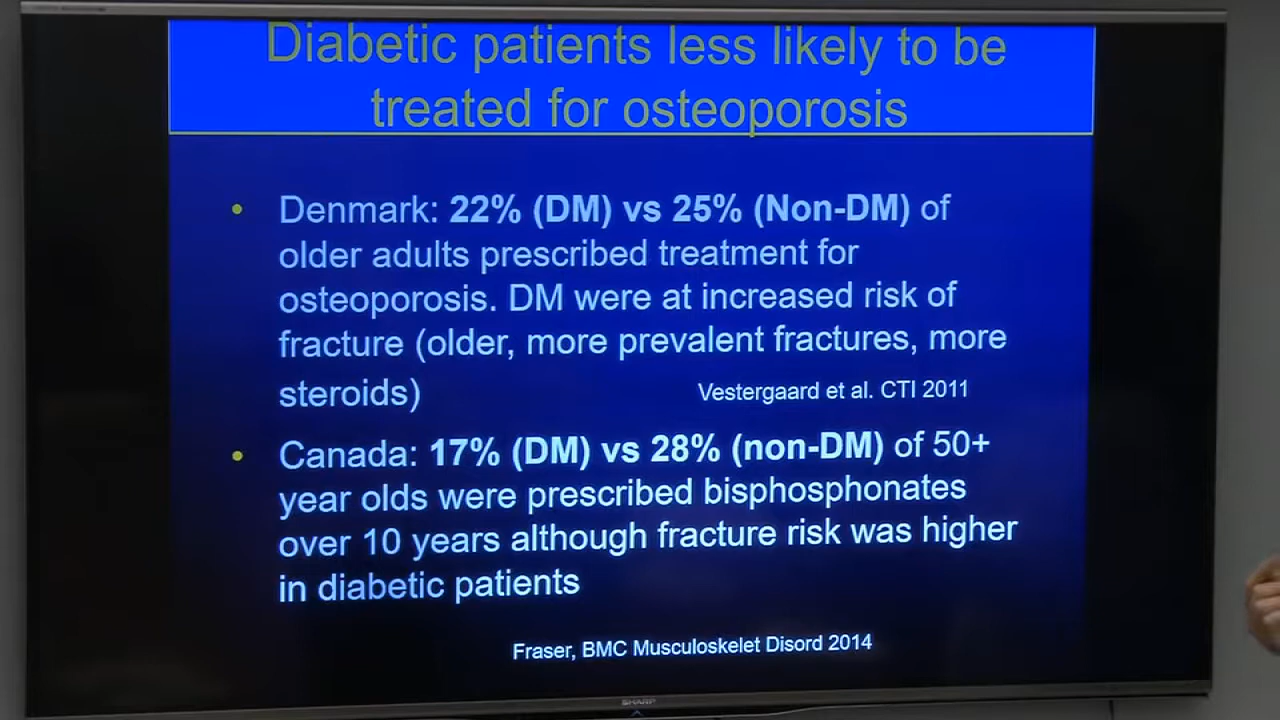 Diabetic patients less likely to be
treated for osteoporosis
• Denmark: 22% (DM) vs 25% (Non-DM) of
older adults prescribed treatment for
osteoporosis. DM were at increased risk of
fracture (older, more prevalent fractures, more
steroids)
Vestergaard et al. CTI 2011
• Canada: 17% (DM) vs 28% (non-DM) of 50+
year olds were prescribed bisphosphonates
over 10 years although fracture risk was higher
in diabetic patients
Fraser, BMC Musculoskelet Disord 2014
SHARP